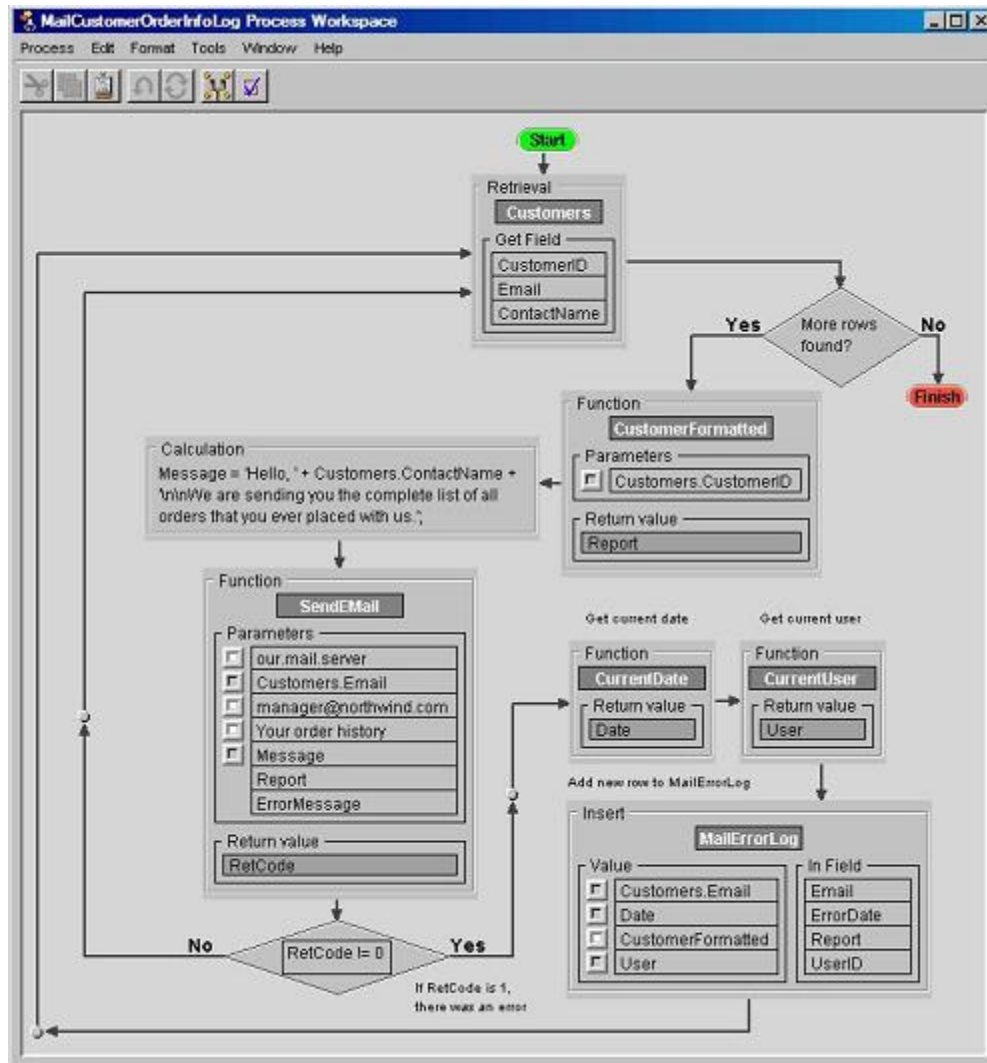 MailCustomerOrderInfoLog Process Workspace
Process Edit Format Tools Window Help
Start
Retrieval
Customers
Get Field
CustomerID
Email
ContactName
More rows
found?
Yes
No
Finish
Function
CustomerFormatted
Parameters
Customers.CustomerID
Return value
Report
Calculation
Message = 'Hello, ' + Customers.ContactName +
'\n\nWe are sending you the complete list of all
orders that you ever placed with us.';
Function
SendEMail
Parameters
our.mail.server
Customers.Email
manager@northwind.com
Your order history
Message
Report
ErrorMessage
Return value
RetCode
RetCode != 0
No
Yes
If RetCode is 1,
there was an error
Get current date
Function
CurrentDate
Return value
Date
Get current user
Function
CurrentUser
Return value
User
Add new row to MailErrorLog
Insert
MailErrorLog
Value
Customers.Email
Date
CustomerFormatted
User
In Field
Email
ErrorDate
Report
UserID